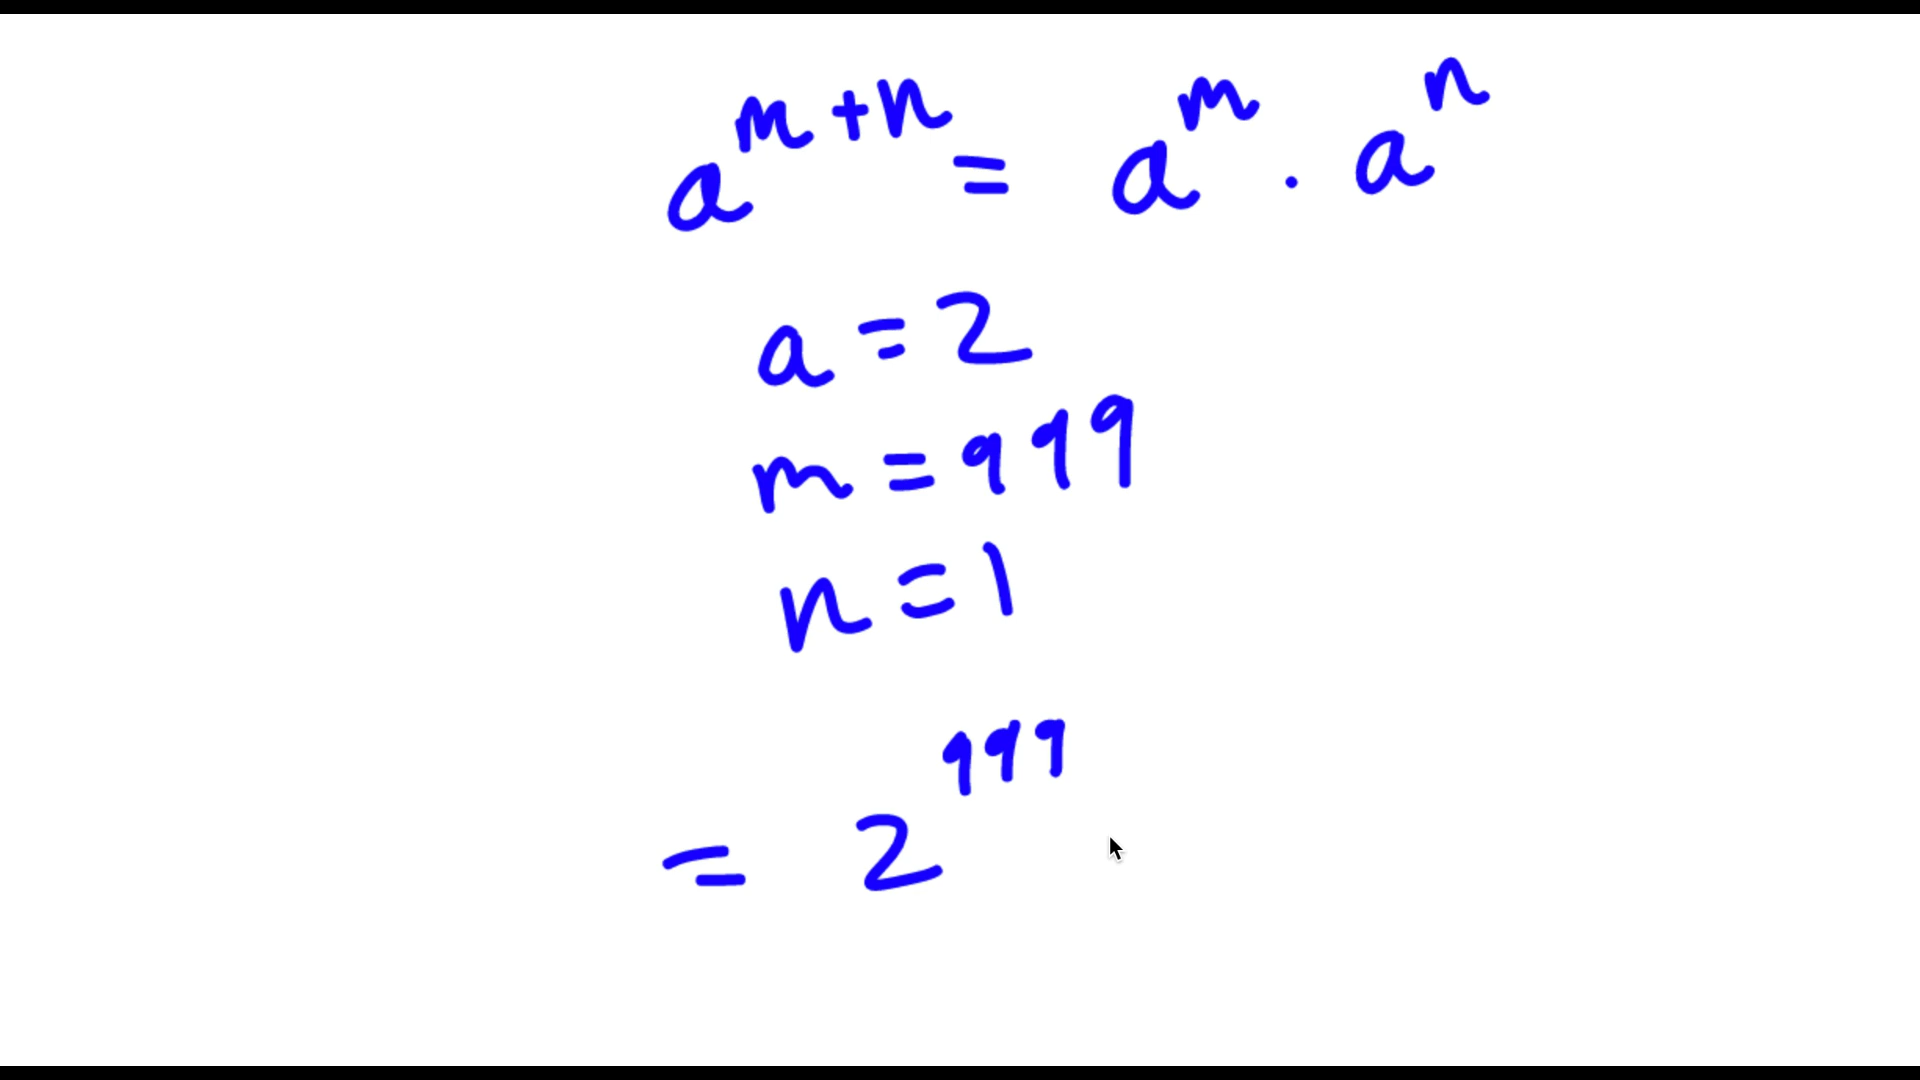 a^{m+n} = a^m . a^n
a = 2
m = 999
n = 1
= 2^{999}